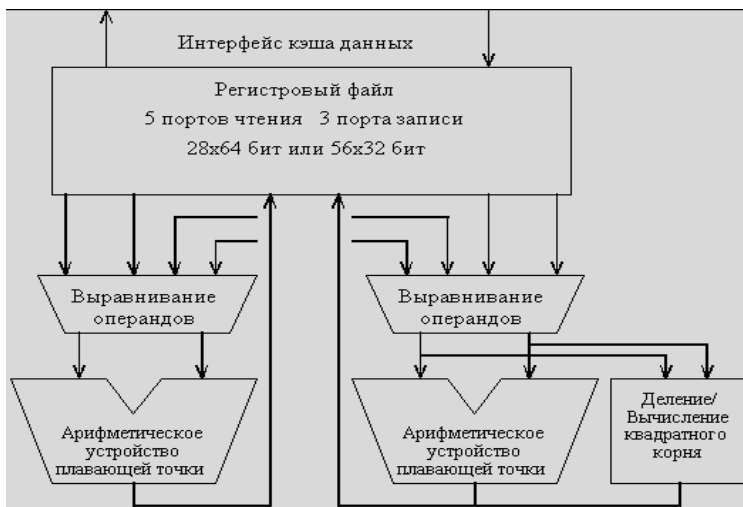 Интерфейс кэша данных
Регистровый файл
5 портов чтения 3 порта записи
28x64 бит или 56x32 бит
Выравнивание
операндов
Выравнивание
операндов
Арифметическое
устройство
плавающей точки
Арифметическое
устройство
плавающей точки
Деление/
Вычисление
квадратного
корня